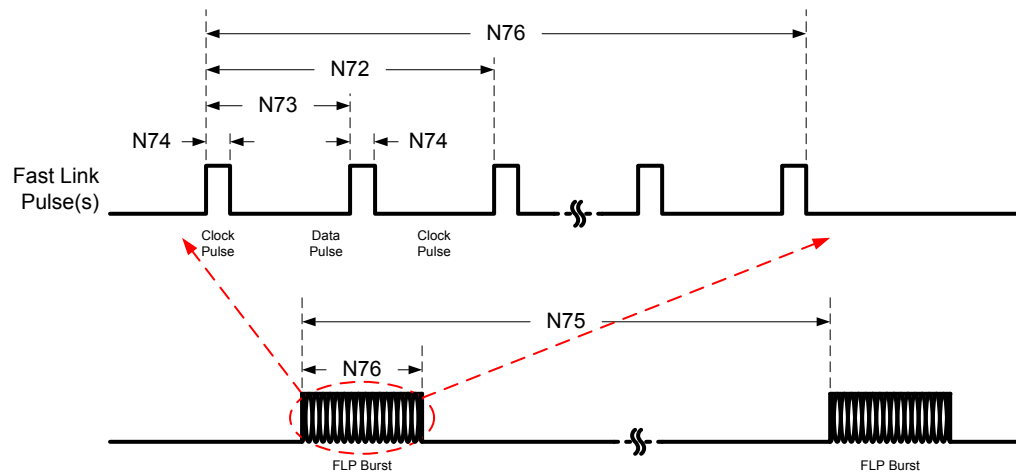 N76
N72
N73
N74
N74
Fast Link
Pulse(s)
Clock
Pulse
Data
Pulse
Clock
Pulse
N75
N76
FLP Burst
FLP Burst